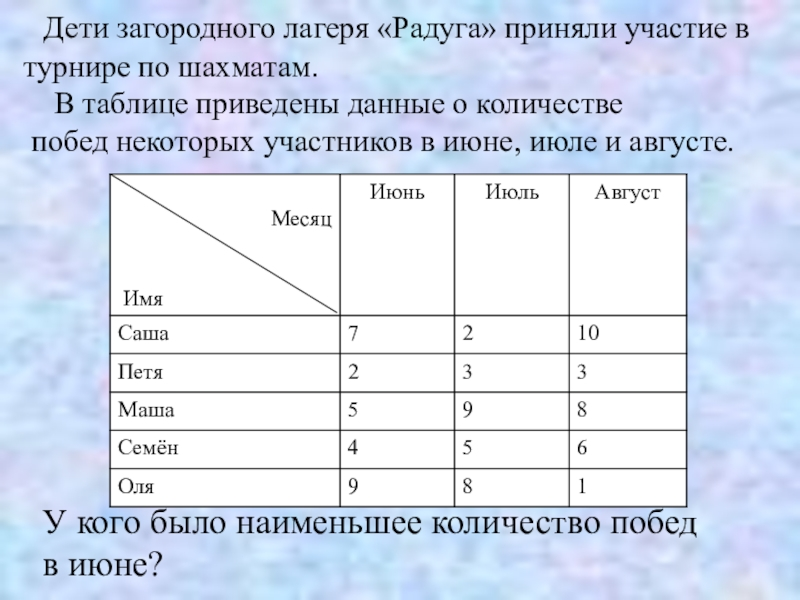 Дети загородного лагеря «Радуга» приняли участие в
турнире по шахматам.
В таблице приведены данные о количестве
побед некоторых участников в июне, июле и августе.
Месяц
Имя
Июнь Июль Август
Саша 7 2 10
Петя 2 3 3
Маша 5 9 8
Семён 4 5 6
Оля 9 8 1
У кого было наименьшее количество побед
в июне?